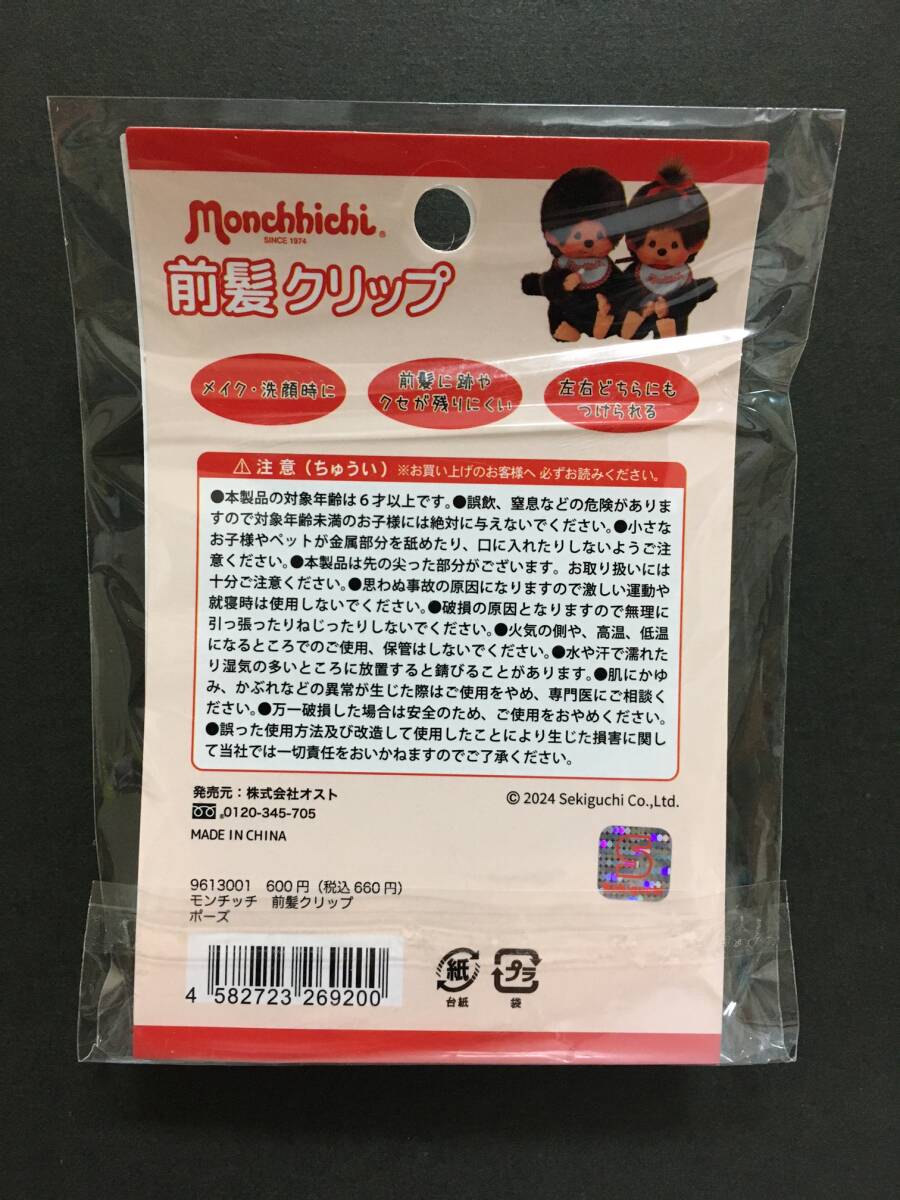 Monchhichi®
SINCE 1974
前髪クリップ
メイク・洗顔時に
前髪に跡や
クセが残りにくい
左右どちらにも
つけられる
⚠注意（ちゅうい）※お買い上げのお客様へ 必ずお読みください。
●本製品の対象年齢は６才以上です。●誤飲、窒息などの危険がありま
すので対象年齢未満のお子様には絶対に与えないでください。●小さな
お子様やペットが金属部分を舐めたり、口に入れたりしないようご注
意ください。●本製品は先の尖った部分がございます。お取り扱いには
十分ご注意ください。●思わぬ事故の原因になりますので激しい運動や
就寝時は使用しないでください。●破損の原因となりますので無理に
引っ張ったりねじったりしないでください。●火気の側や、高温、低温
になるところでのご使用、保管はしないでください。●水や汗で濡れた
り湿気の多いところに放置すると錆びることがあります。●肌にかゆ
み、かぶれなどの異常が生じた際はご使用をやめ、専門医にご相談く
ださい。●万一破損した場合は安全のため、ご使用をおやめください。
●誤った使用方法及び改造して使用したことにより生じた損害に関し
て当社では一切責任をおいかねますのでご了承ください。
発売元：株式会社オスト
0120-345-705
MADE IN CHINA
© 2024 Sekiguchi Co.,Ltd.
9613001 600円（税込660円）
モンチッチ 前髪クリップ
ポーズ
4 582723 269200
紙
台紙
プラ
袋